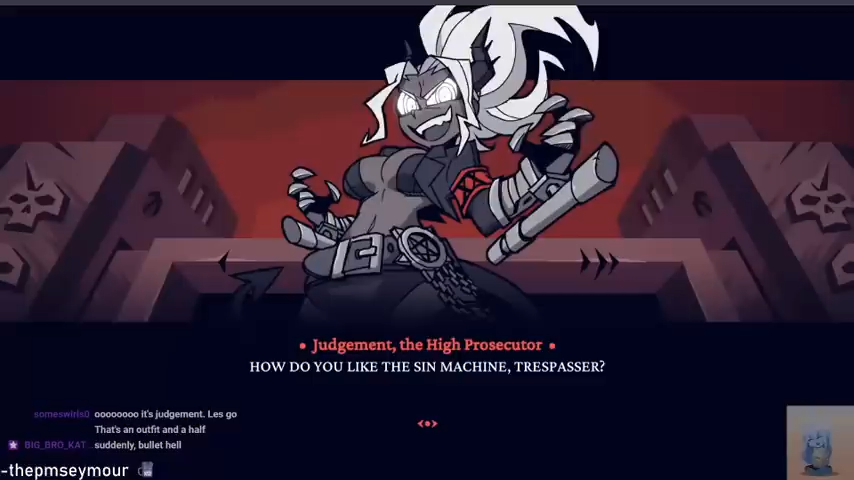 • Judgement, the High Prosecutor •
HOW DO YOU LIKE THE SIN MACHINE, TRESPASSER?
someswirls0 oooooooo it's judgement. Les go
That's an outfit and a half
BIG_BRO_KAT suddenly, bullet hell
-thepmseymour